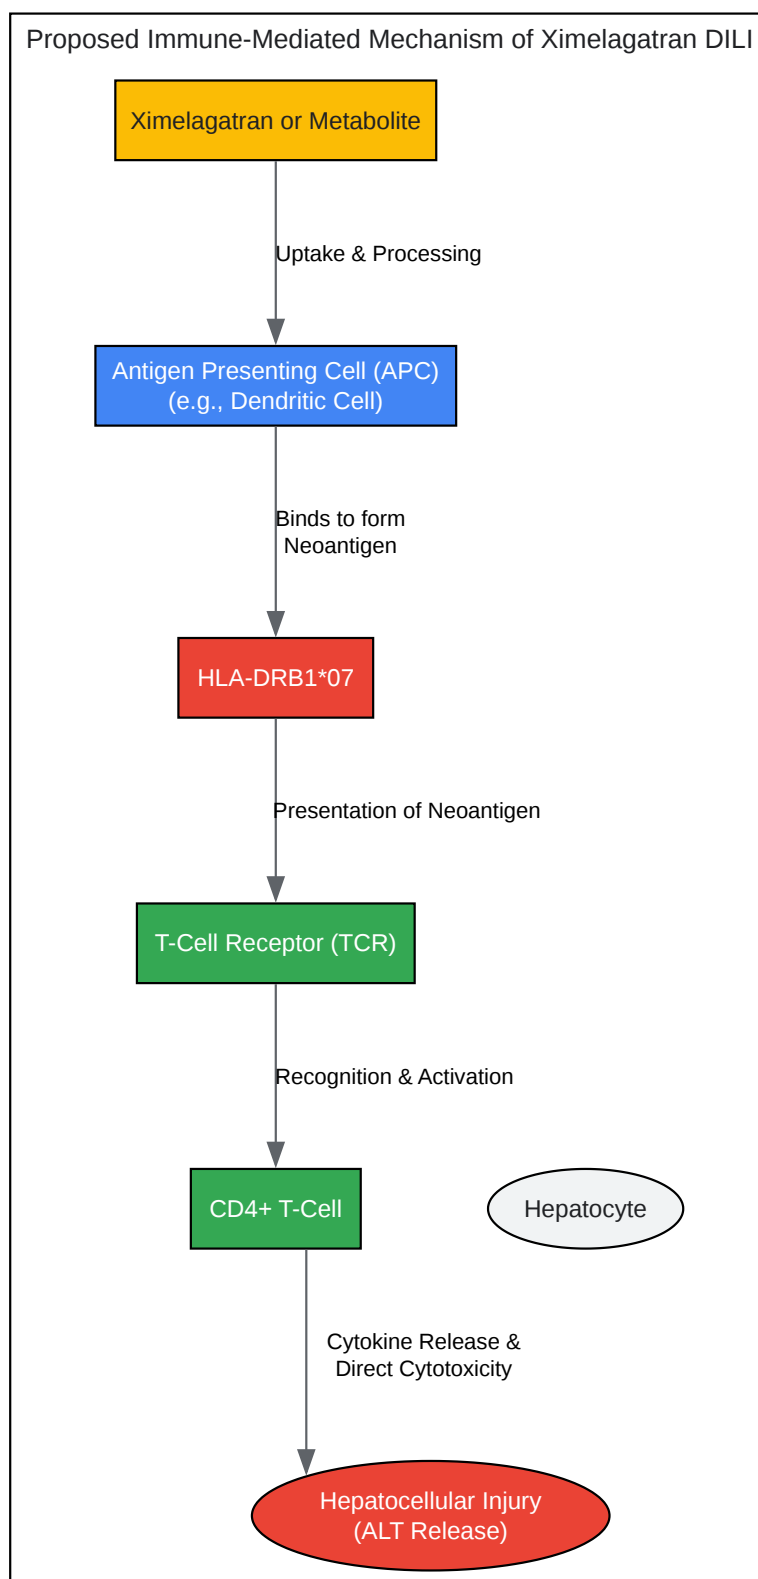 Proposed Immune-Mediated Mechanism of Ximelagatran DILI
Ximelagatran or Metabolite
Uptake & Processing
Antigen Presenting Cell (APC)
(e.g., Dendritic Cell)
Binds to form
Neoantigen
HLA-DRB1*07
Presentation of Neoantigen
T-Cell Receptor (TCR)
Recognition & Activation
CD4+ T-Cell
Hepatocyte
Cytokine Release &
Direct Cytotoxicity
Hepatocellular Injury
(ALT Release)